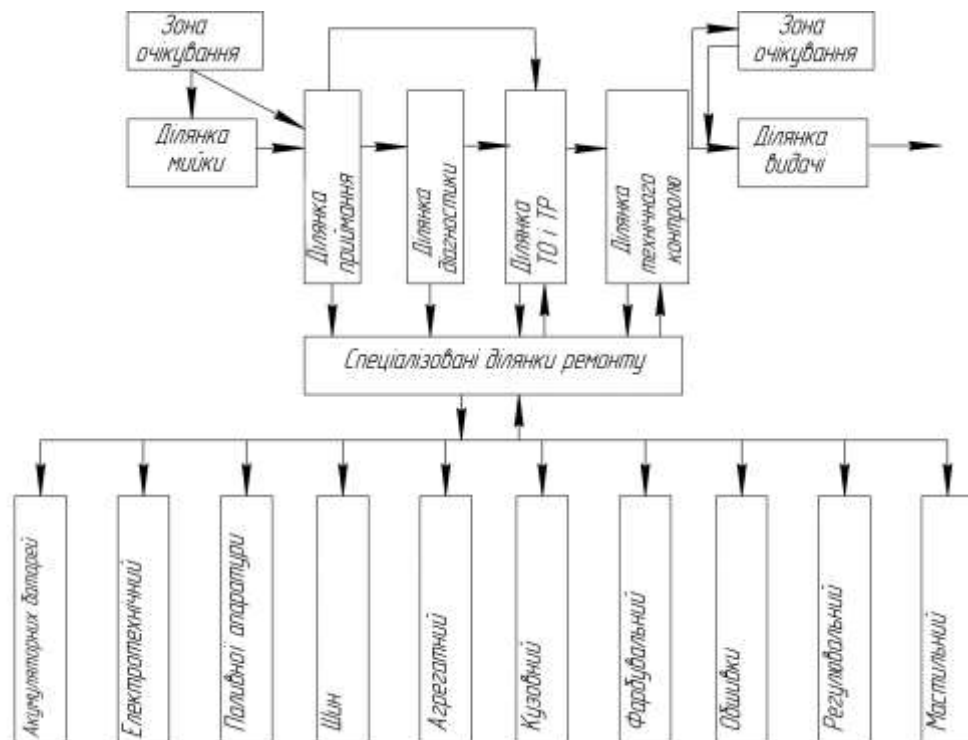 Зона
очікування
Зона
очікування
Ділянка
мийки
Ділянка
приймання
Ділянка
діагностики
Ділянка
ТО і ТР
Ділянка
технічного
контролю
Ділянка
видачі
Спеціалізовані ділянки ремонту
Акумуляторних батарей
Електротехнічний
Паливної апаратури
Шин
Агрегатний
Кузовний
Фарбувальний
Обшивки
Регулювальний
Мастильний